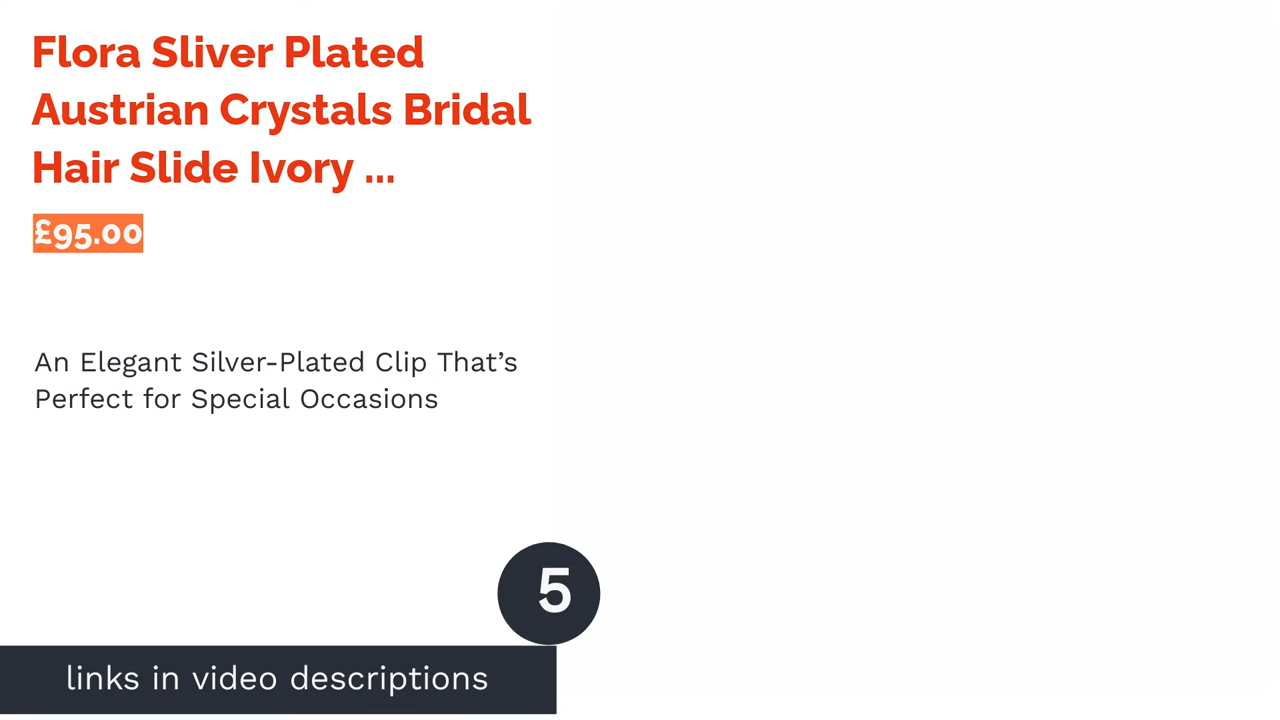 Flora Sliver Plated
Austrian Crystals Bridal
Hair Slide Ivory ...
£95.00
An Elegant Silver-Plated Clip That’s
Perfect for Special Occasions
5
links in video descriptions